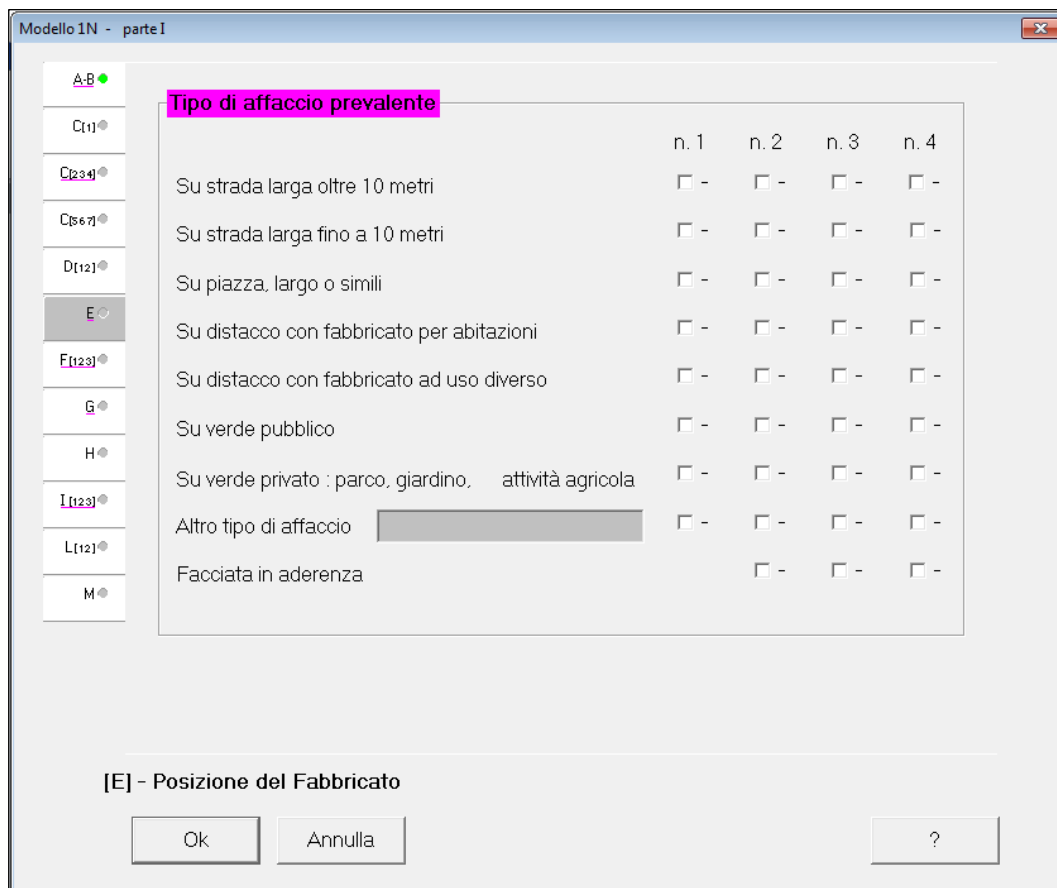 Modello 1N - parte I
A-B
C[1]
C[234]
C[567]
D[12]
E
F[123]
G
H
I[123]
L[12]
M
Tipo di affaccio prevalente
n. 1 n. 2 n. 3 n. 4
Su strada larga oltre 10 metri - - - -
Su strada larga fino a 10 metri - - - -
Su piazza, largo o simili - - - -
Su distacco con fabbricato per abitazioni - - - -
Su distacco con fabbricato ad uso diverso - - - -
Su verde pubblico - - - -
Su verde privato : parco, giardino, attività agricola - - - -
Altro tipo di affaccio - - - -
Facciata in aderenza - - -
[E] - Posizione del Fabbricato
Ok Annulla ?